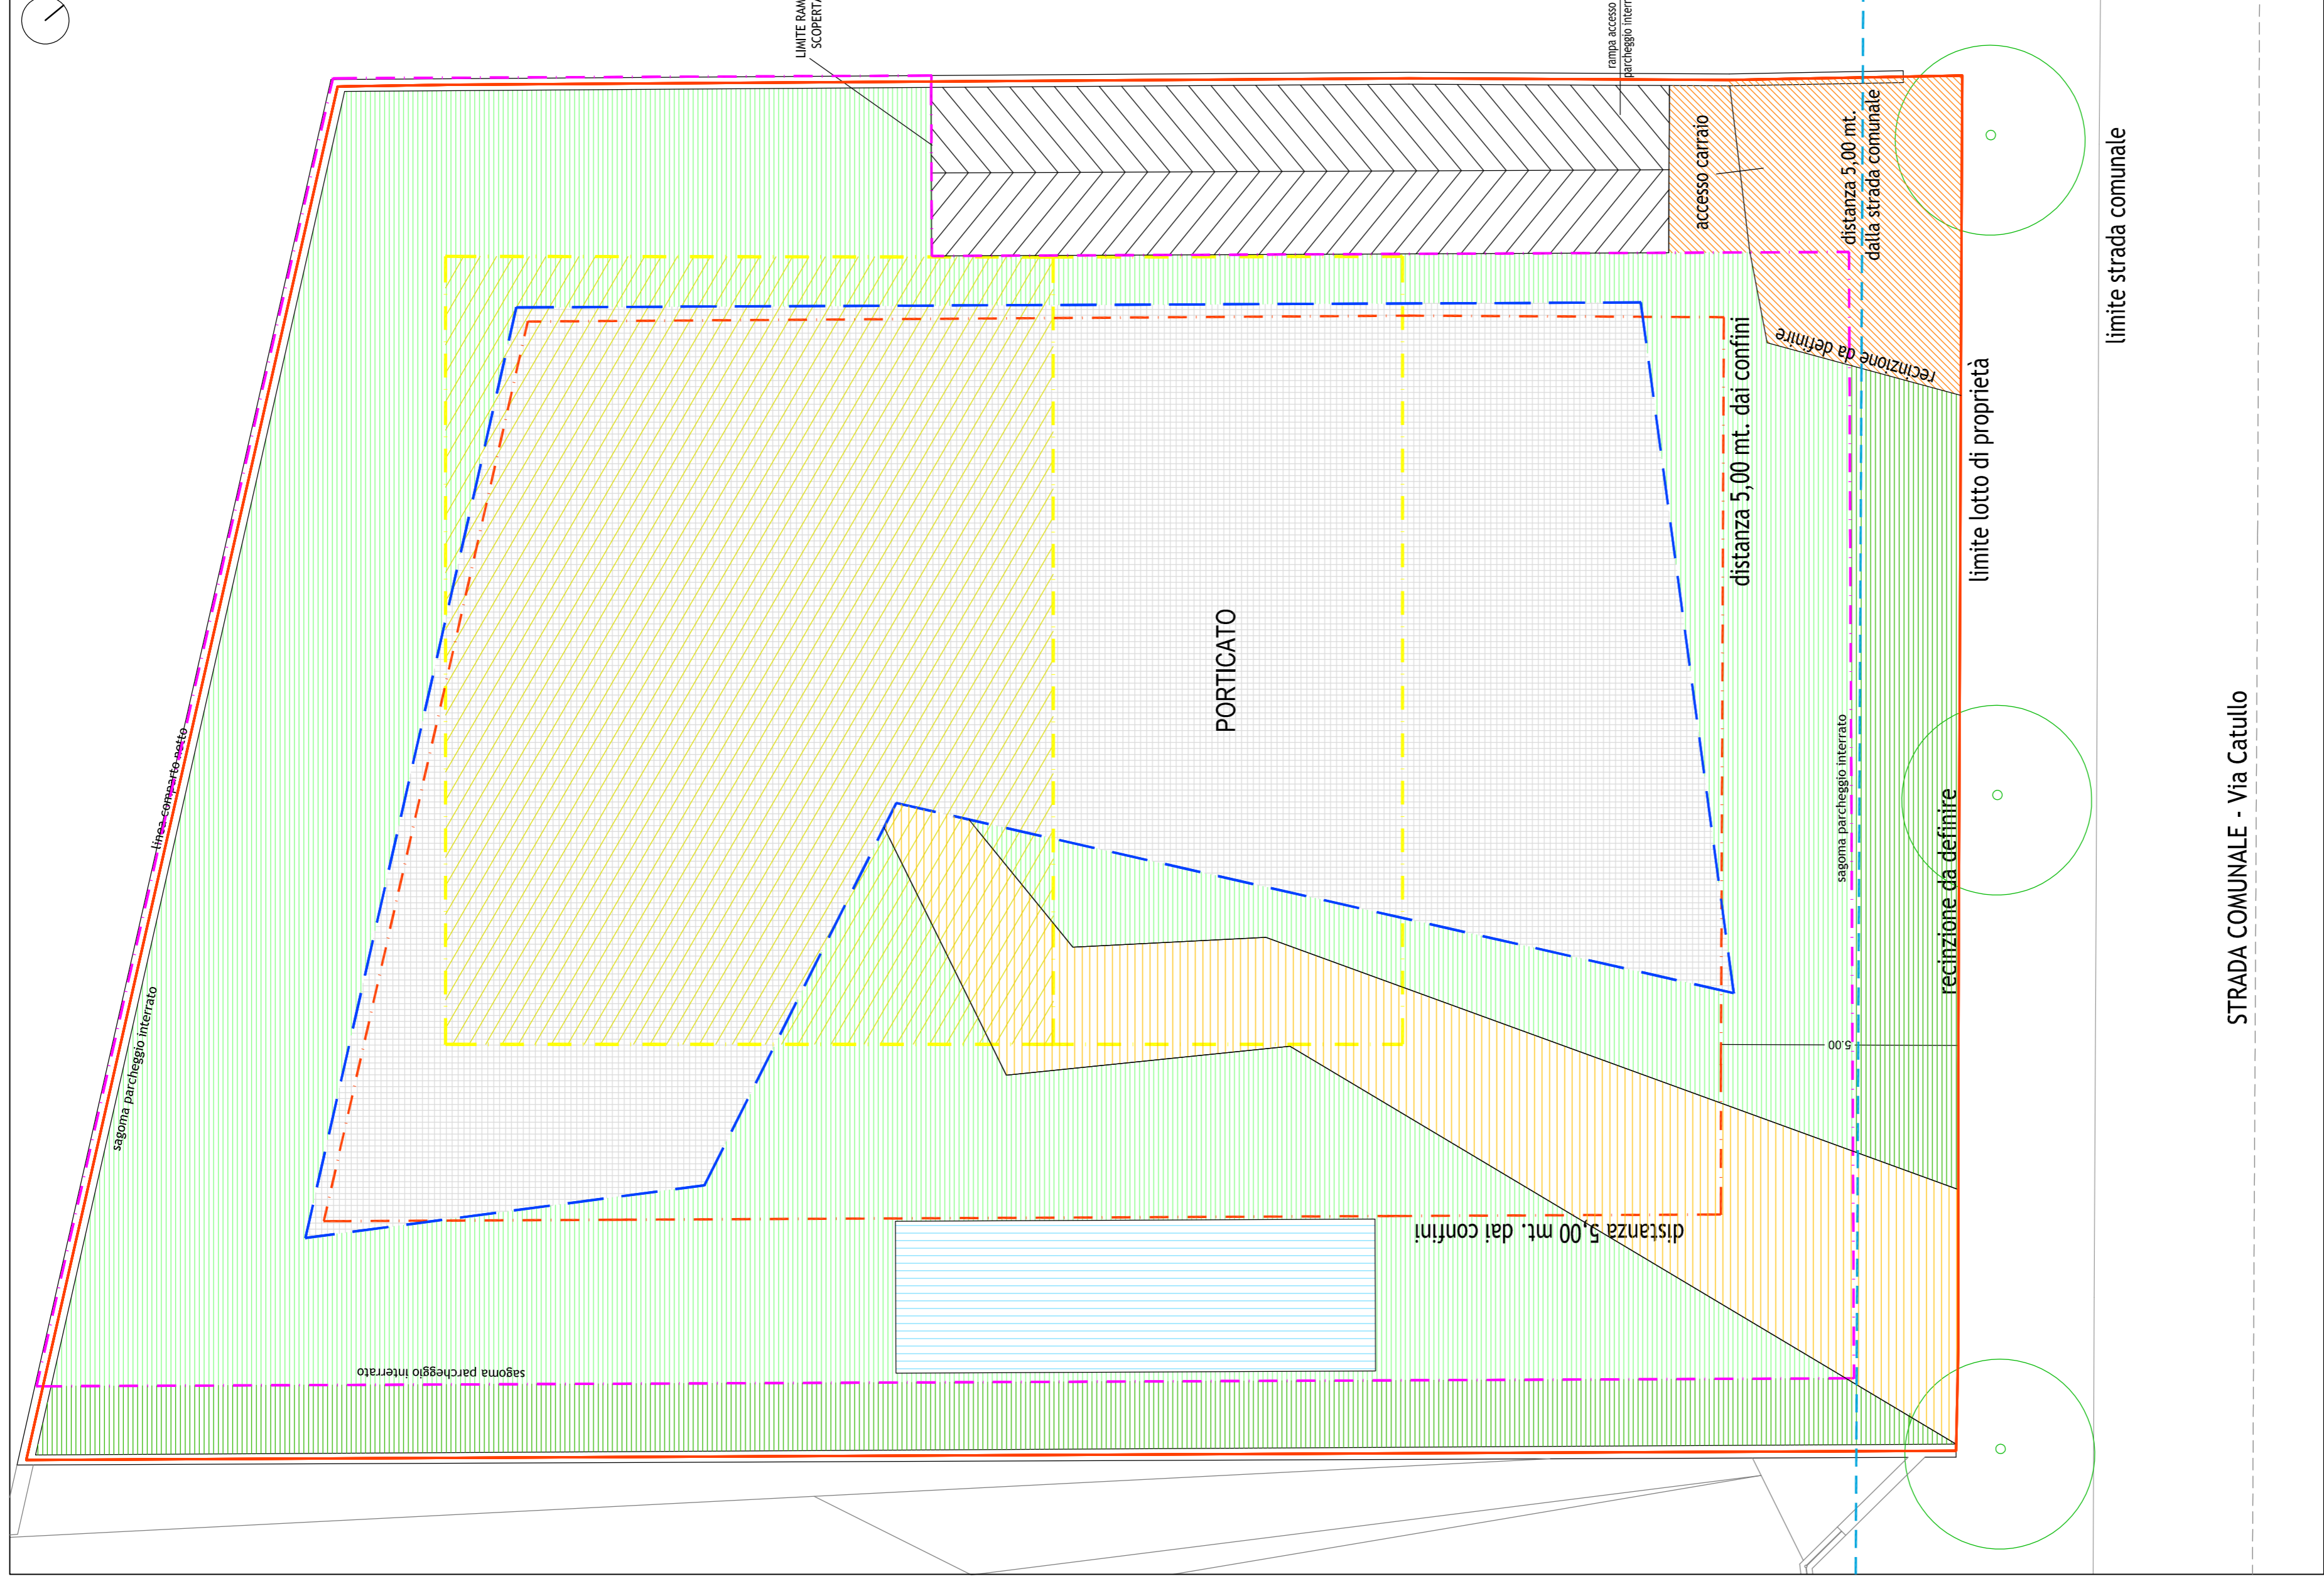 LIMITE RAM
SCOPERTA
rampa accesso
parcheggio interr
accesso carraio
distanza 5,00 mt.
dalla strada comunale
recinzione da definire
limite strada comunale
limite lotto di proprietà
distanza 5,00 mt. dai confini
PORTICATO
linea comparto netto
sagoma parcheggio interrato
sagoma parcheggio interrato
recinzione da definire
STRADA COMUNALE - Via Catullo
5.00
distanza 5,00 mt. dai confini
sagoma parcheggio interrato